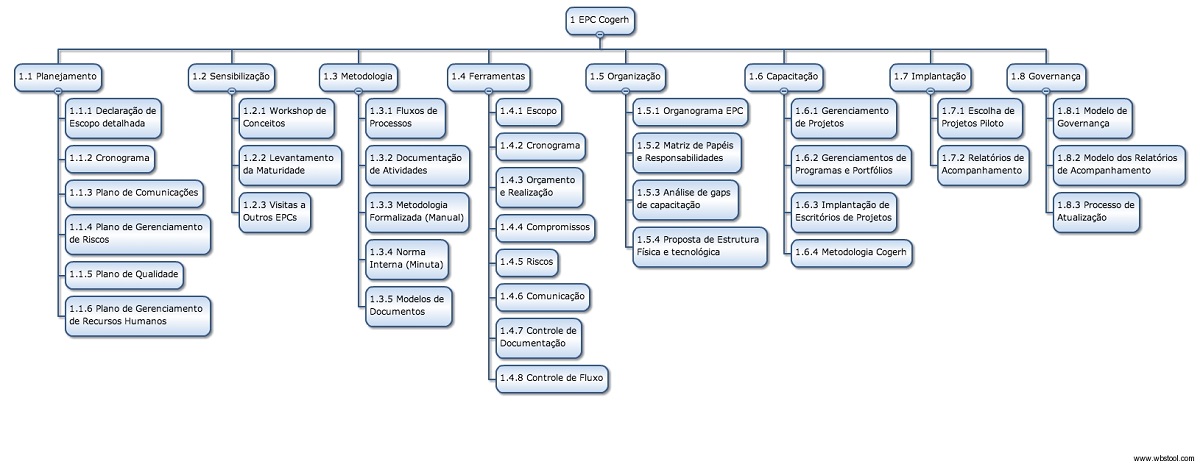 1 EPC Cogerh
1.1 Planejamento
1.1.1 Declaração de
Escopo detalhada
1.1.2 Cronograma
1.1.3 Plano de Comunicações
1.1.4 Plano de Gerenciamento
de Riscos
1.1.5 Plano de Qualidade
1.1.6 Plano de Gerenciamento
de Recursos Humanos
1.2 Sensibilização
1.2.1 Workshop de
Conceitos
1.2.2 Levantamento
da Maturidade
1.2.3 Visitas a
Outros EPCs
1.3 Metodologia
1.3.1 Fluxos de
Processos
1.3.2 Documentação
de Atividades
1.3.3 Metodologia
Formalizada (Manual)
1.3.4 Norma
Interna (Minuta)
1.3.5 Modelos de
Documentos
1.4 Ferramentas
1.4.1 Escopo
1.4.2 Cronograma
1.4.3 Orçamento
e Realização
1.4.4 Compromissos
1.4.5 Riscos
1.4.6 Comunicação
1.4.7 Controle de
Documentação
1.4.8 Controle de Fluxo
1.5 Organização
1.5.1 Organograma EPC
1.5.2 Matriz de Papéis
e Responsabilidades
1.5.3 Análise de gaps
de capacitação
1.5.4 Proposta de Estrutura
Física e tecnológica
1.6 Capacitação
1.6.1 Gerenciamento
de Projetos
1.6.2 Gerenciamentos de
Programas e Portfólios
1.6.3 Implantação de
Escritórios de Projetos
1.6.4 Metodologia Cogerh
1.7 Implantação
1.7.1 Escolha de
Projetos Piloto
1.7.2 Relatórios de
Acompanhamento
1.8 Governança
1.8.1 Modelo de
Governança
1.8.2 Modelo dos Relatórios
de Acompanhamento
1.8.3 Processo de
Atualização
www.wbstool.com